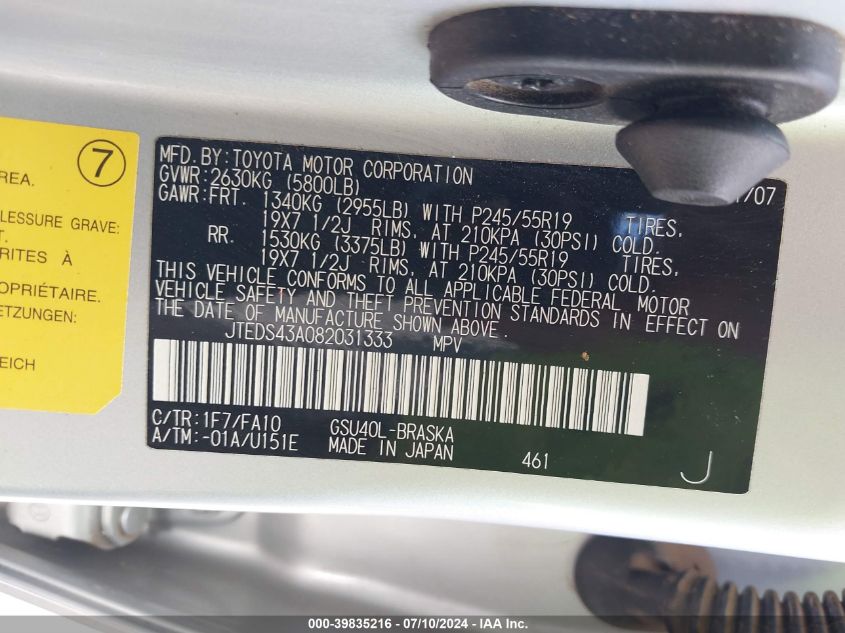 7
REA.
LESSURE GRAVE:
T.
RITES À
OPRIÉTAIRE.
ETZUNGEN:
EICH
MFD. BY: TOYOTA MOTOR CORPORATION
/07
GVWR: 2630KG (5800LB)
GAWR: FRT. 1340KG (2955LB) WITH P245/55R19 TIRES,
19X7 1/2J RIMS, AT 210KPA (30PSI) COLD.
RR. 1530KG (3375LB) WITH P245/55R19 TIRES,
19X7 1/2J RIMS, AT 210KPA (30PSI) COLD.
THIS VEHICLE CONFORMS TO ALL APPLICABLE FEDERAL MOTOR
VEHICLE SAFETY AND THEFT PREVENTION STANDARDS IN EFFECT ON
THE DATE OF MANUFACTURE SHOWN ABOVE.
JTEDS43A082031333 MPV
C/TR: 1F7/FA10 GSU40L-BRASKA
A/TM: -01A/U151E MADE IN JAPAN 461 J
000-39835216 - 07/10/2024 - IAA Inc.